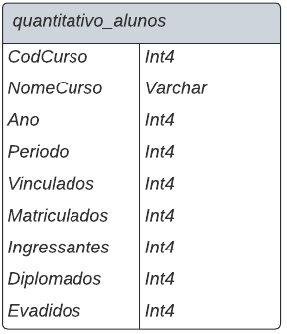 quantitativo_alunos
CodCurso Int4
NomeCurso Varchar
Ano Int4
Periodo Int4
Vinculados Int4
Matriculados Int4
Ingressantes Int4
Diplomados Int4
Evadidos Int4